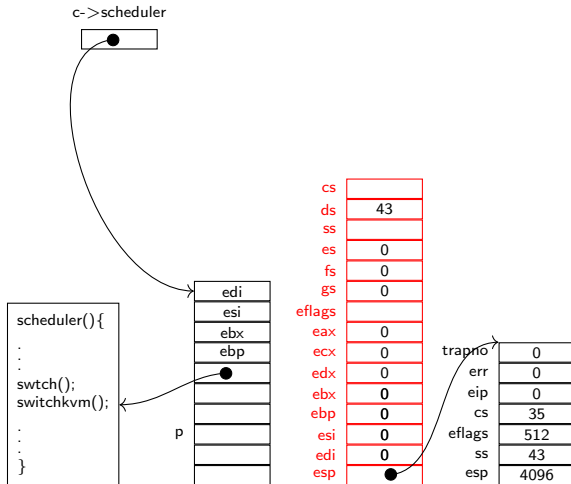 c->scheduler
cs
ds 43
ss
es 0
fs 0
gs 0
eflags
eax 0
ecx 0
edx 0
ebx 0
ebp 0
esi 0
edi 0
esp
edi
esi
ebx
ebp
p
scheduler(){
.
.
.
swtch();
switchkvm();
.
.
.
}
trapno 0
err 0
eip 0
cs 35
eflags 512
ss 43
esp 4096